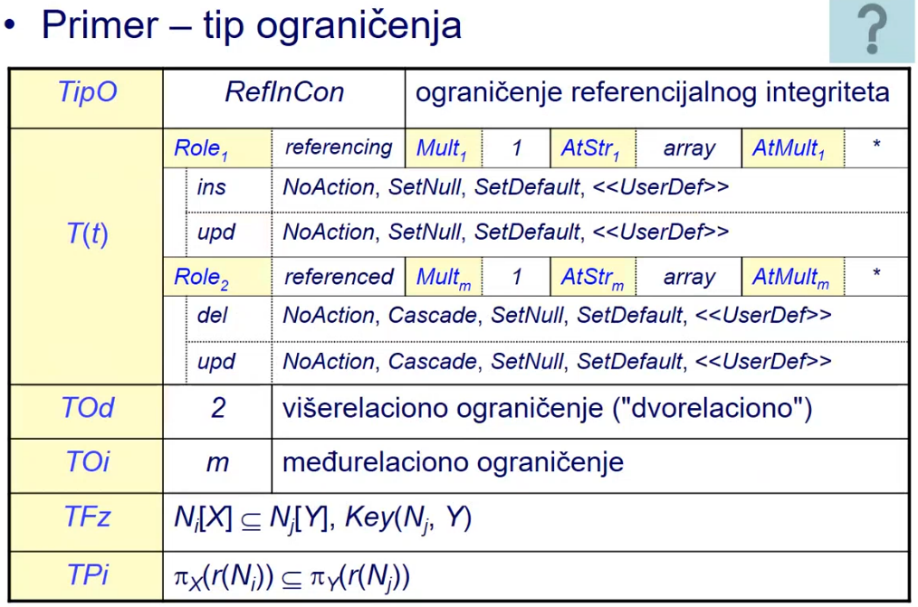 • Primer – tip ograničenja
?
TipO RefInCon ograničenje referencijalnog integriteta
T(t)
Role₁ referencing Mult₁ 1 AtStr₁ array AtMult₁ *
ins NoAction, SetNull, SetDefault, <<UserDef>>
upd NoAction, SetNull, SetDefault, <<UserDef>>
Role₂ referenced Multₘ 1 AtStrₘ array AtMultₘ *
del NoAction, Cascade, SetNull, SetDefault, <<UserDef>>
upd NoAction, Cascade, SetNull, SetDefault, <<UserDef>>
TOd 2 višerelaciono ograničenje ("dvorelaciono")
TOi m međurelaciono ograničenje
TFz Nᵢ[X] ⊆ Nⱼ[Y], Key(Nⱼ, Y)
TPi π_X(r(Nᵢ)) ⊆ π_Y(r(Nⱼ))